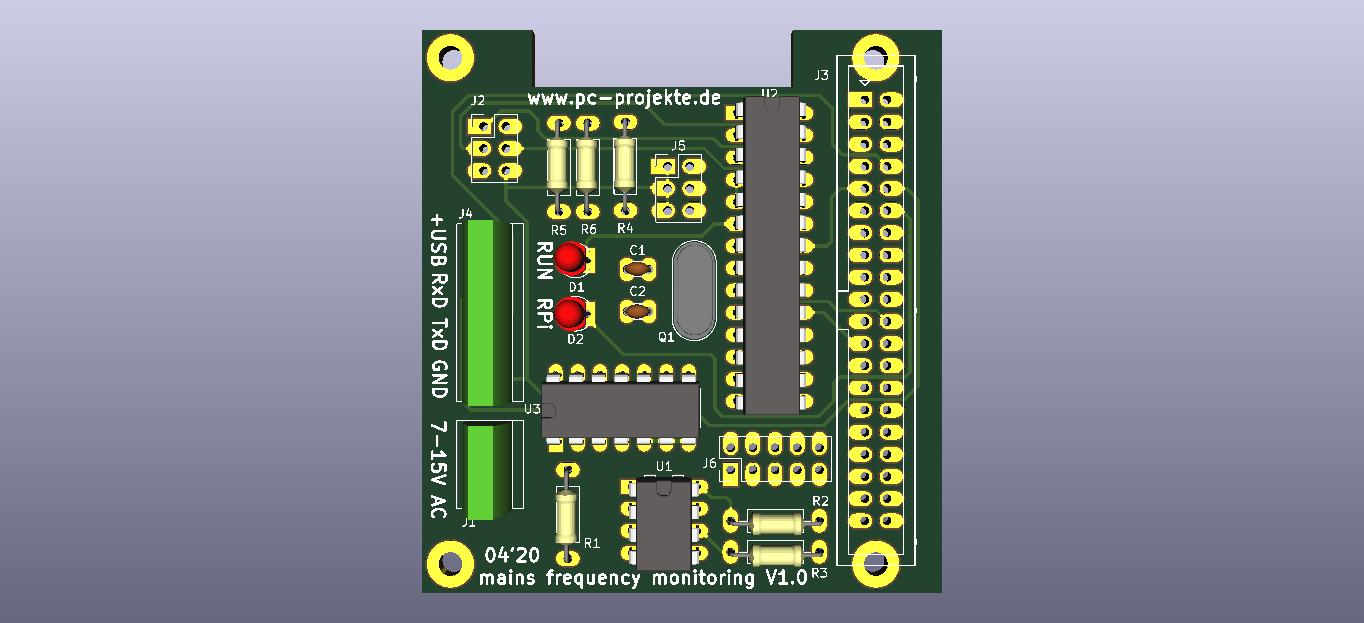 J3
U2
www.pc-projekte.de
J2
J5
J4
R5
R6
R4
+USB RxD TxD GND
RUN
C1
D1
C2
RPi
D2
Q1
U3
J6
U1
7-15V AC
J1
R2
R1
04'20
R3
mains frequency monitoring V1.0